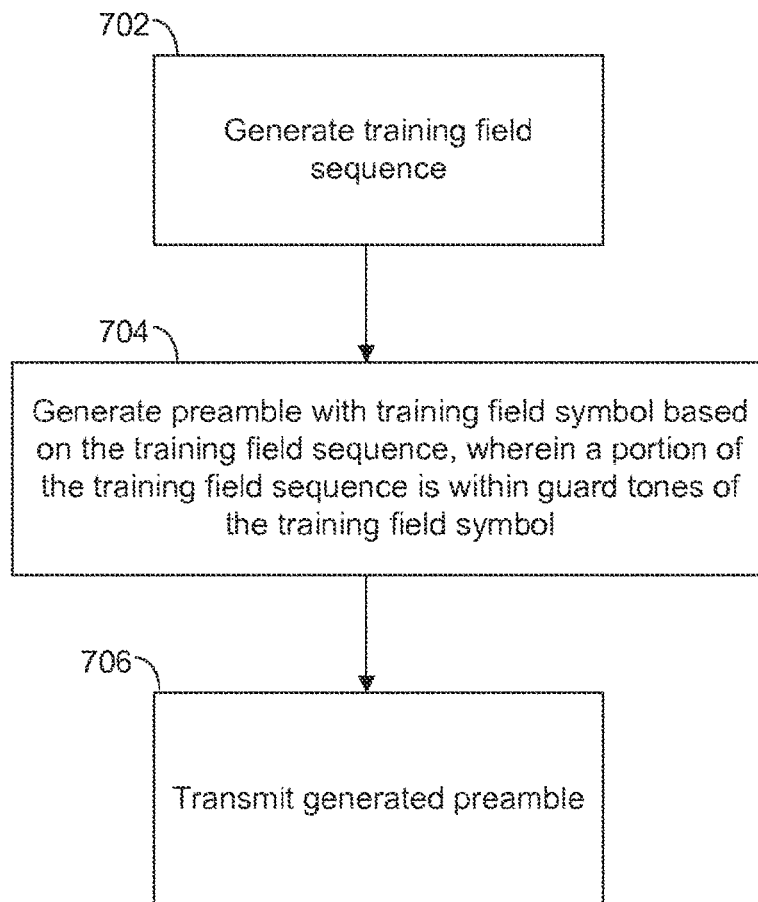 702
Generate training field
sequence
704
Generate preamble with training field symbol based
on the training field sequence, wherein a portion of
the training field sequence is within guard tones of
the training field symbol
706
Transmit generated preamble